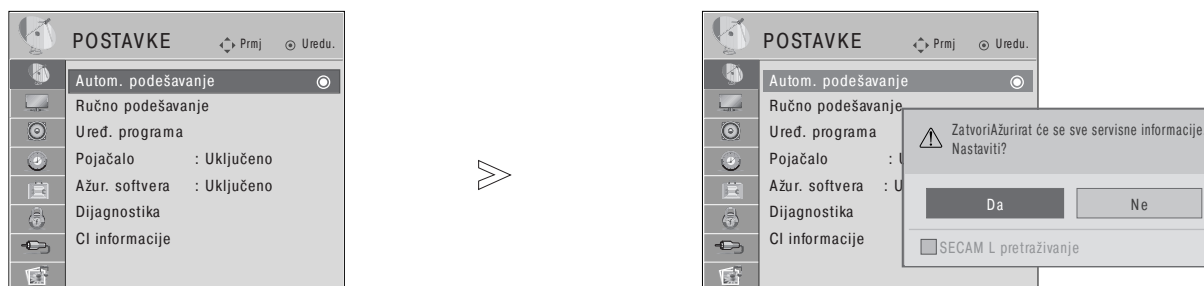 POSTAVKE Prmj Uredu.
Autom. podešavanje
Ručno podešavanje
Uređ. programa
Pojačalo : Uključeno
Ažur. softvera : Uključeno
Dijagnostika
CI informacije
POSTAVKE Prmj Uredu.
Autom. podešavanje
Ručno podešavanje
Uređ. programa
Pojačalo : U
Ažur. softvera : U
Dijagnostika
CI informacije
ZatvoriAžurirat će se sve servisne informacije
Nastaviti?
Da Ne
SECAM L pretraživanje